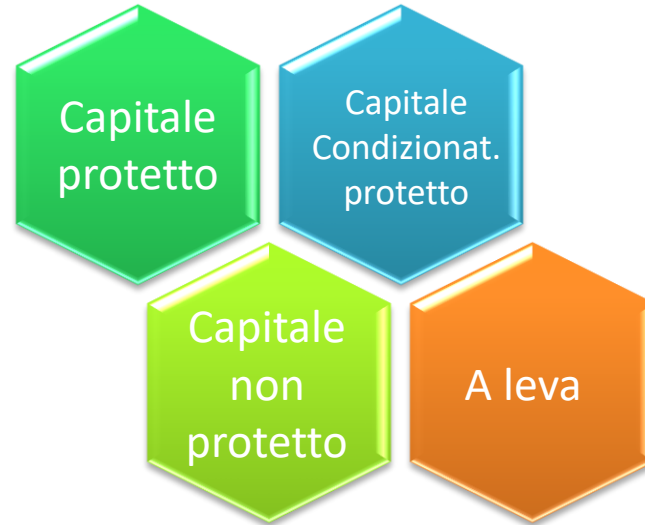 Capitale
protetto
Capitale
Condizionat.
protetto
Capitale
non
protetto
A leva